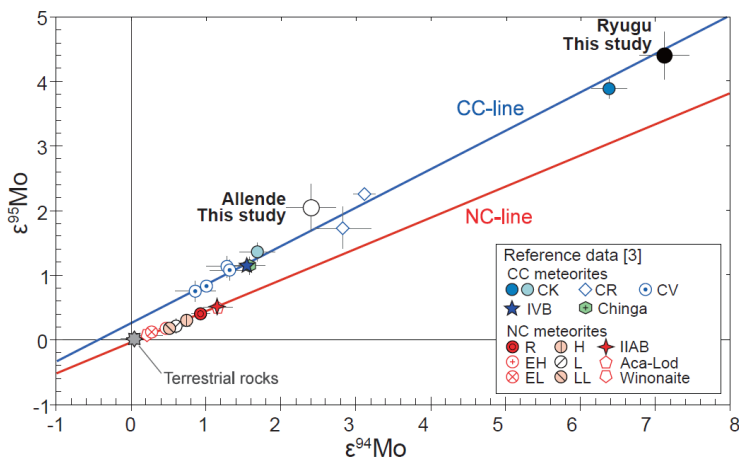 5
4
3
2
1
0
-1
-1
0
1
2
3
4
5
6
7
8
ε⁹⁵Mo
ε⁹⁴Mo
Ryugu
This study
CC-line
Allende
This study
NC-line
Terrestrial rocks
Reference data [3]
CC meteorites
CK CR CV
IVB Chinga
NC meteorites
R H IIAB
EH L Aca-Lod
EL LL Winonaite